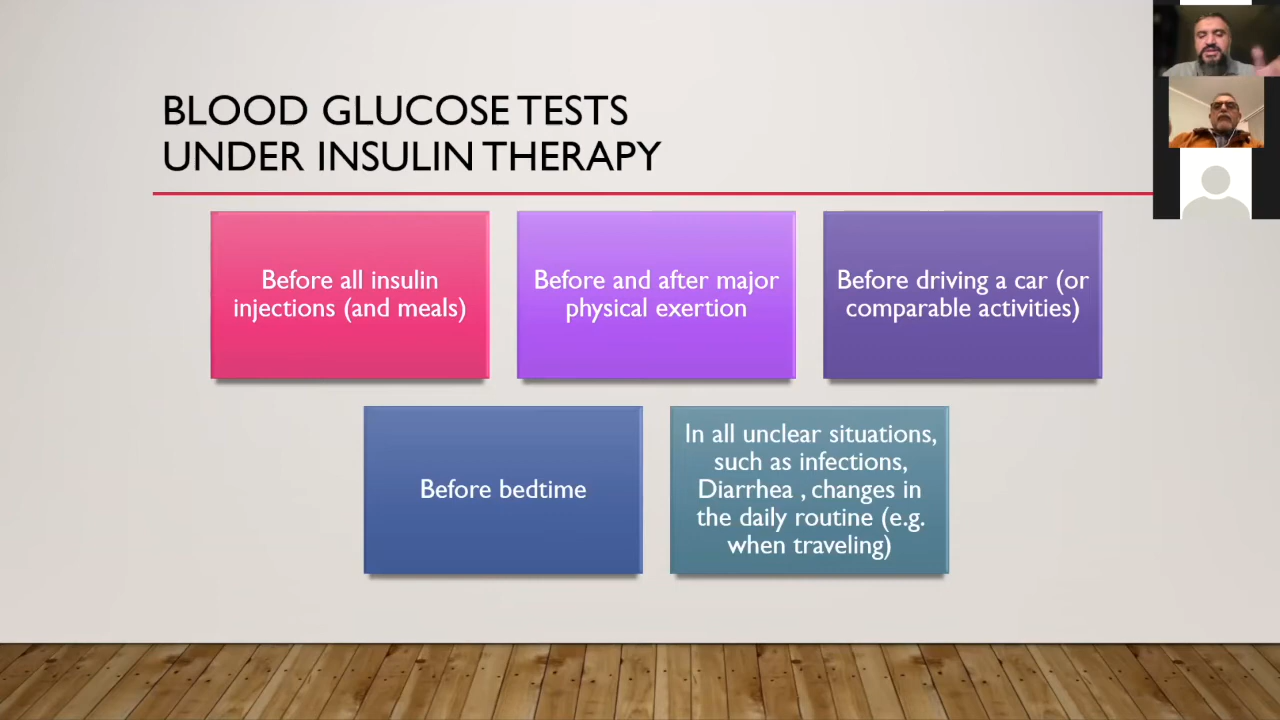 BLOOD GLUCOSE TESTS
UNDER INSULIN THERAPY
Before all insulin
injections (and meals)
Before and after major
physical exertion
Before driving a car (or
comparable activities)
Before bedtime
In all unclear situations,
such as infections,
Diarrhea , changes in
the daily routine (e.g.
when traveling)